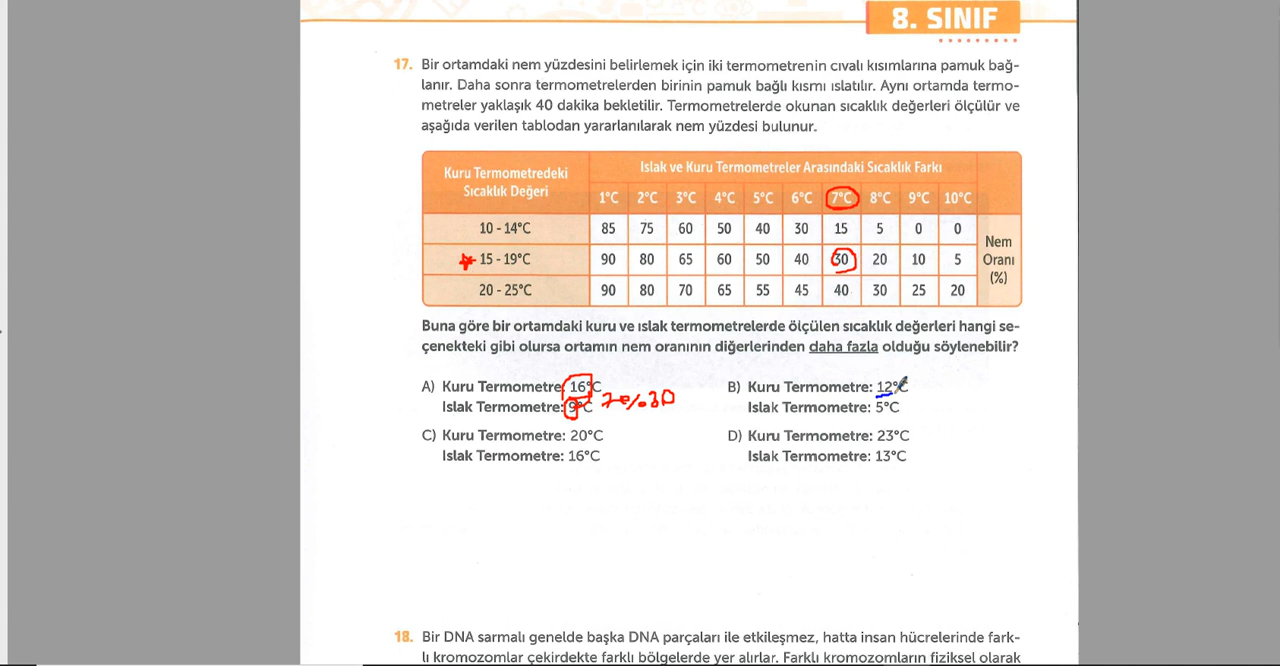 8. SINIF
17. Bir ortamdaki nem yüzdesini belirlemek için iki termometrenin cıvalı kısımlarına pamuk bağ-
lanır. Daha sonra termometrelerden birinin pamuk bağlı kısmı ıslatılır. Aynı ortamda termo-
metreler yaklaşık 40 dakika bekletilir. Termometrelerde okunan sıcaklık değerleri ölçülür ve
aşağıda verilen tablodan yararlanılarak nem yüzdesi bulunur.
Kuru Termometredeki
Sıcaklık Değeri
Islak ve Kuru Termometreler Arasındaki Sıcaklık Farkı
1°C 2°C 3°C 4°C 5°C 6°C 7°C 8°C 9°C 10°C
10 - 14°C 85 75 60 50 40 30 15 5 0 0
15 - 19°C 90 80 65 60 50 40 30 20 10 5
20 - 25°C 90 80 70 65 55 45 40 30 25 20
Nem
Oranı
(%)
Buna göre bir ortamdaki kuru ve ıslak termometrelerde ölçülen sıcaklık değerleri hangi se-
çenekteki gibi olursa ortamın nem oranının diğerlerinden daha fazla olduğu söylenebilir?
A) Kuru Termometre: 16°C
Islak Termometre: 9°C
7 %30
B) Kuru Termometre: 12°C
Islak Termometre: 5°C
C) Kuru Termometre: 20°C
Islak Termometre: 16°C
D) Kuru Termometre: 23°C
Islak Termometre: 13°C
18. Bir DNA sarmalı genelde başka DNA parçaları ile etkileşmez, hatta insan hücrelerinde fark-
lı kromozomlar çekirdekte farklı bölgelerde yer alırlar. Farklı kromozomların fiziksel olarak